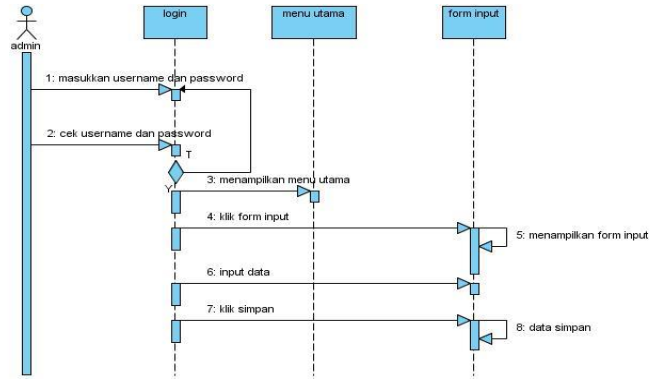 login
menu utama
form input
admin
1: masukkan username dan password
2: cek username dan password
T
Y
3: menampilkan menu utama
4: klik form input
5: menampilkan form input
6: input data
7: klik simpan
8: data simpan